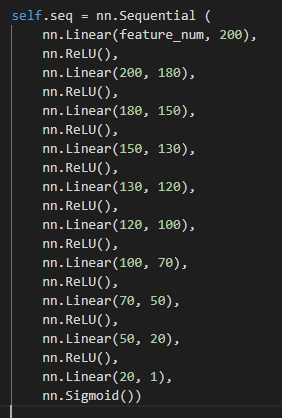 self.seq = nn.Sequential (
nn.Linear(feature_num, 200),
nn.ReLU(),
nn.Linear(200, 180),
nn.ReLU(),
nn.Linear(180, 150),
nn.ReLU(),
nn.Linear(150, 130),
nn.ReLU(),
nn.Linear(130, 120),
nn.ReLU(),
nn.Linear(120, 100),
nn.ReLU(),
nn.Linear(100, 70),
nn.ReLU(),
nn.Linear(70, 50),
nn.ReLU(),
nn.Linear(50, 20),
nn.ReLU(),
nn.Linear(20, 1),
nn.Sigmoid())